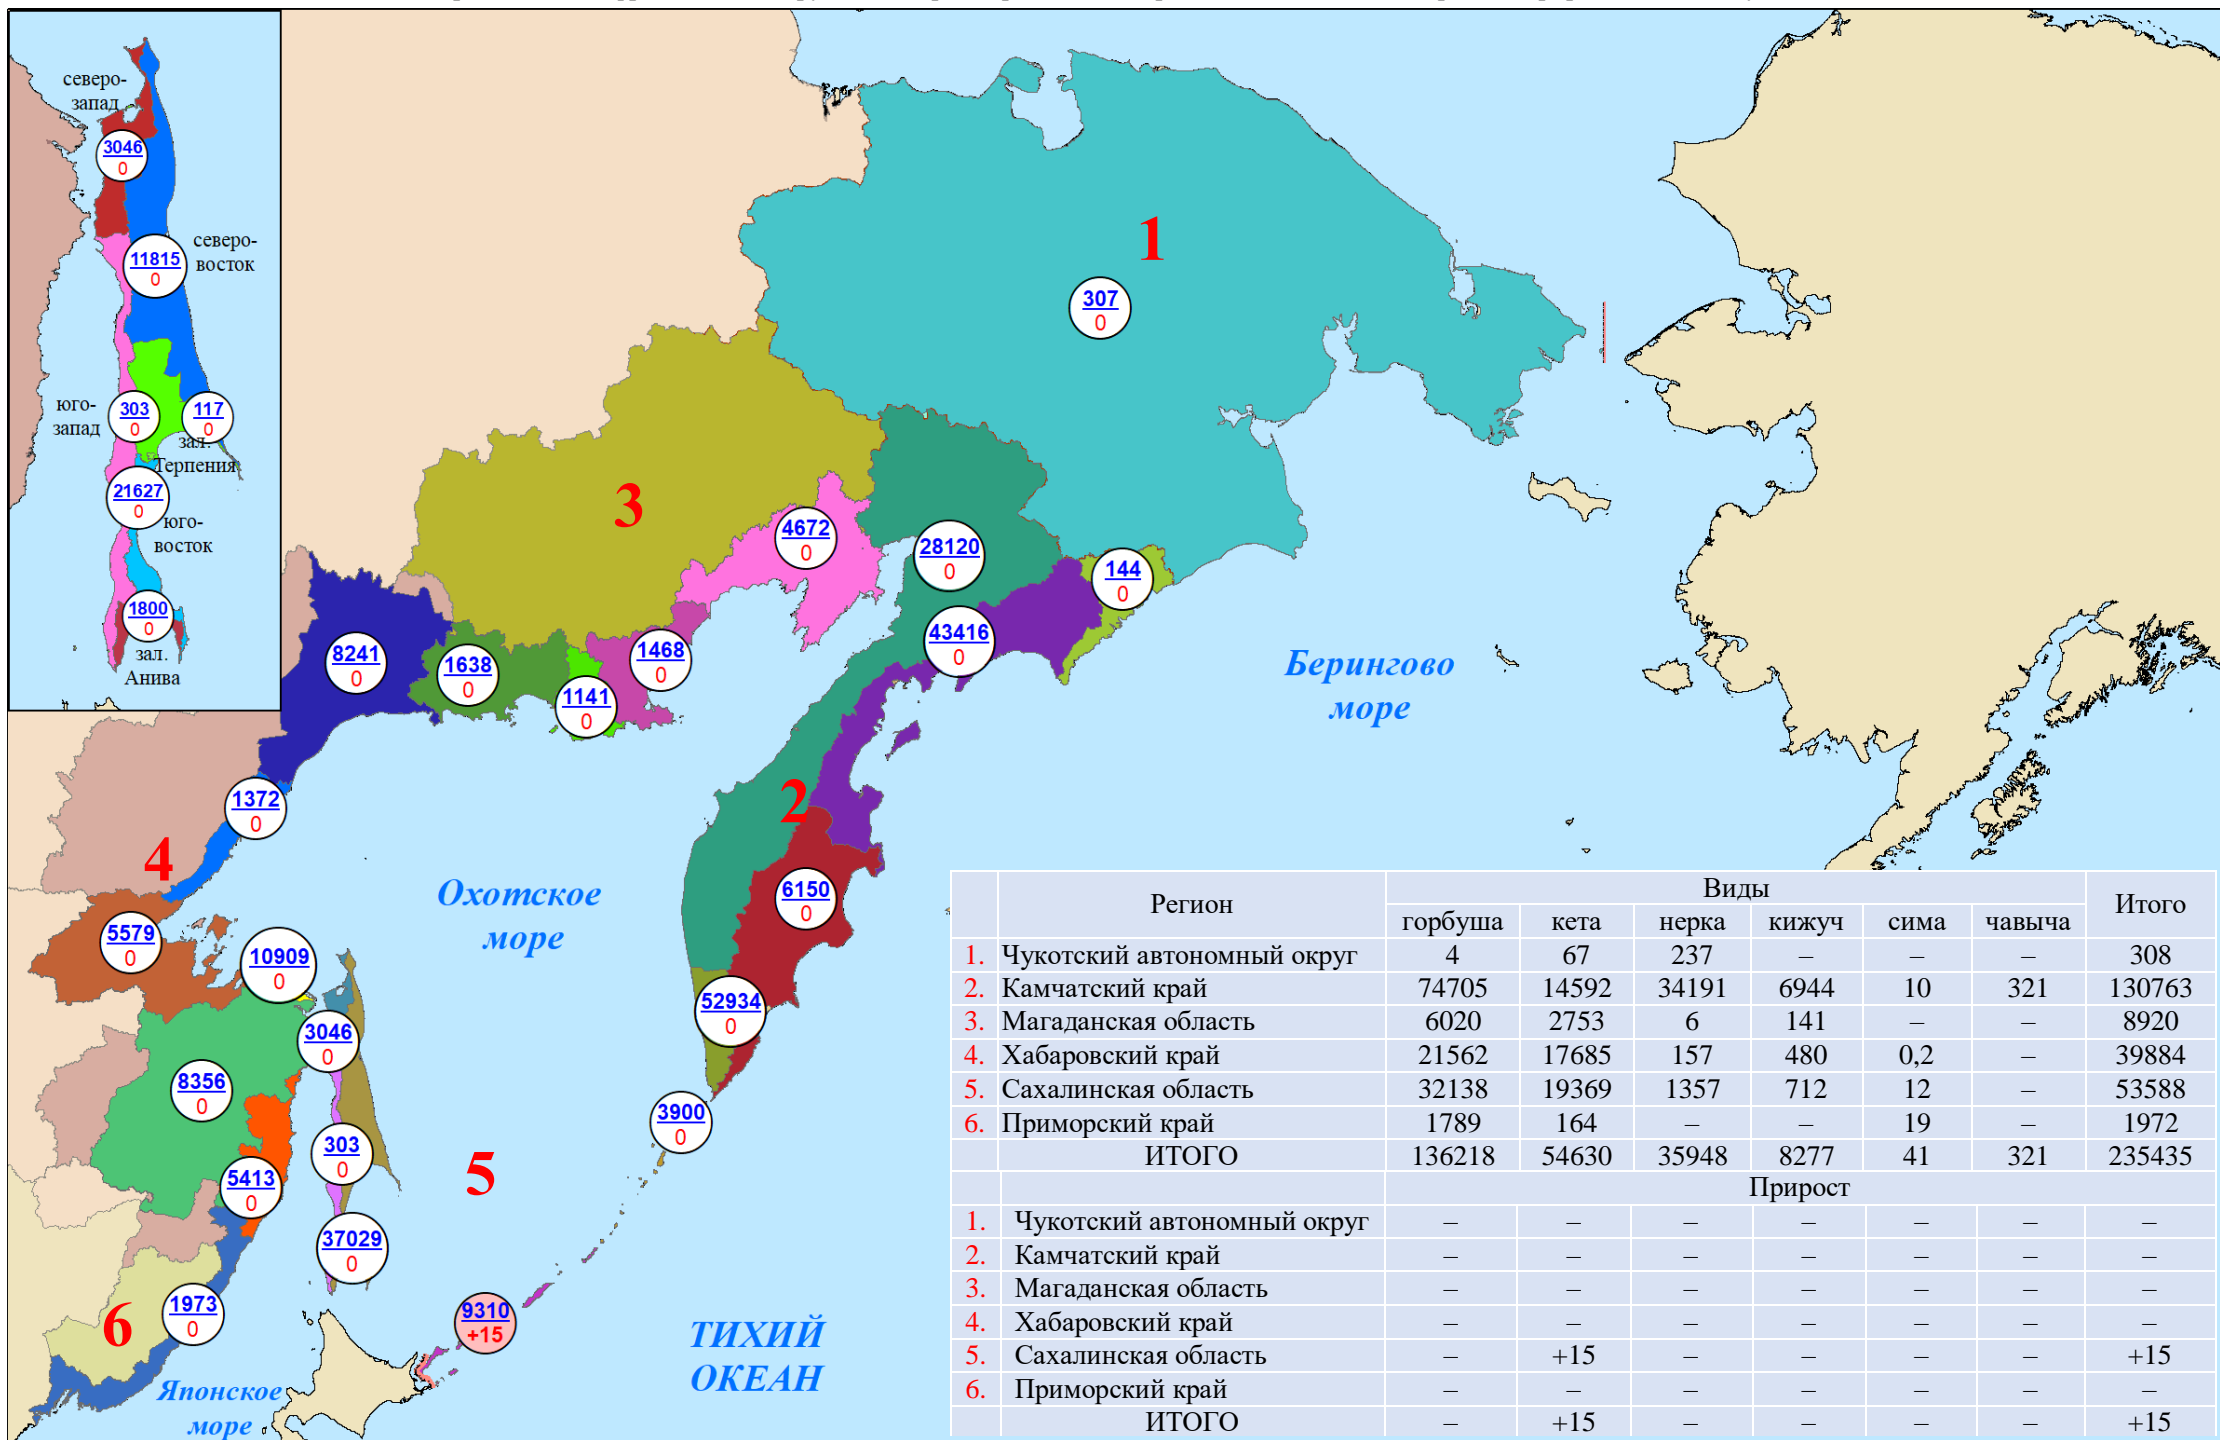 северо-
запад
3046
0
северо-
восток
11815
0
юго-
запад
303
0
117
0
зал.
Терпения
21627
0
юго-
восток
1800
0
зал.
Анива
1
307
0
3
4672
0
28120
0
144
0
43416
0
8241
0
1638
0
1468
0
1141
0
Берингово
море
1372
0
2
4
Охотское
море
6150
0
5579
0
10909
0
52934
0
3046
0
8356
0
3900
0
303
0
5
5413
0
37029
0
1973
0
6
9310
+15
ТИХИЙ
ОКЕАН
Японское
море
Регион Виды Итого
горбуша кета нерка кижуч сима чавыча
1. Чукотский автономный округ 4 67 237 – – – 308
2. Камчатский край 74705 14592 34191 6944 10 321 130763
3. Магаданская область 6020 2753 6 141 – – 8920
4. Хабаровский край 21562 17685 157 480 0,2 – 39884
5. Сахалинская область 32138 19369 1357 712 12 – 53588
6. Приморский край 1789 164 – – 19 – 1972
ИТОГО 136218 54630 35948 8277 41 321 235435
Прирост
1. Чукотский автономный округ – – – – – – –
2. Камчатский край – – – – – – –
3. Магаданская область – – – – – – –
4. Хабаровский край – – – – – – –
5. Сахалинская область – +15 – – – – +15
6. Приморский край – – – – – – –
ИТОГО – +15 – – – – +15